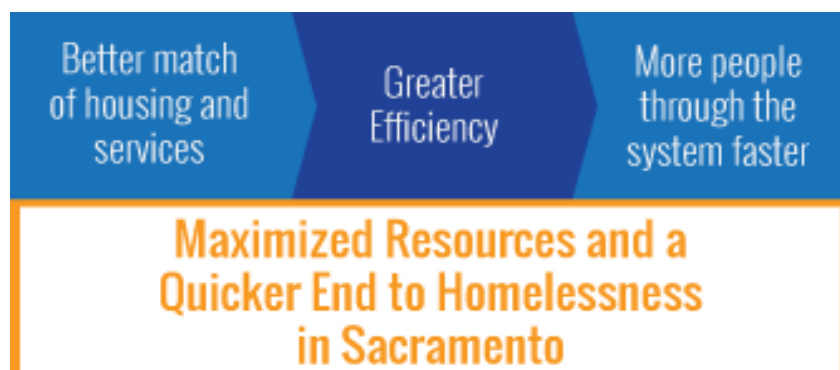 Better match
of housing and
services
Greater
Efficiency
More people
through the
system faster
Maximized Resources and a
Quicker End to Homelessness
in Sacramento